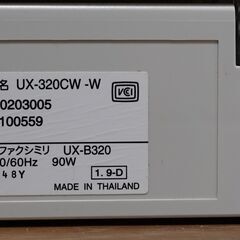 名 UX-320CW -W
VCCI
0203005
100559
ファクシミリ UX-B320
0/60Hz 90W
48Y
1.9-D
MADE IN THAILAND